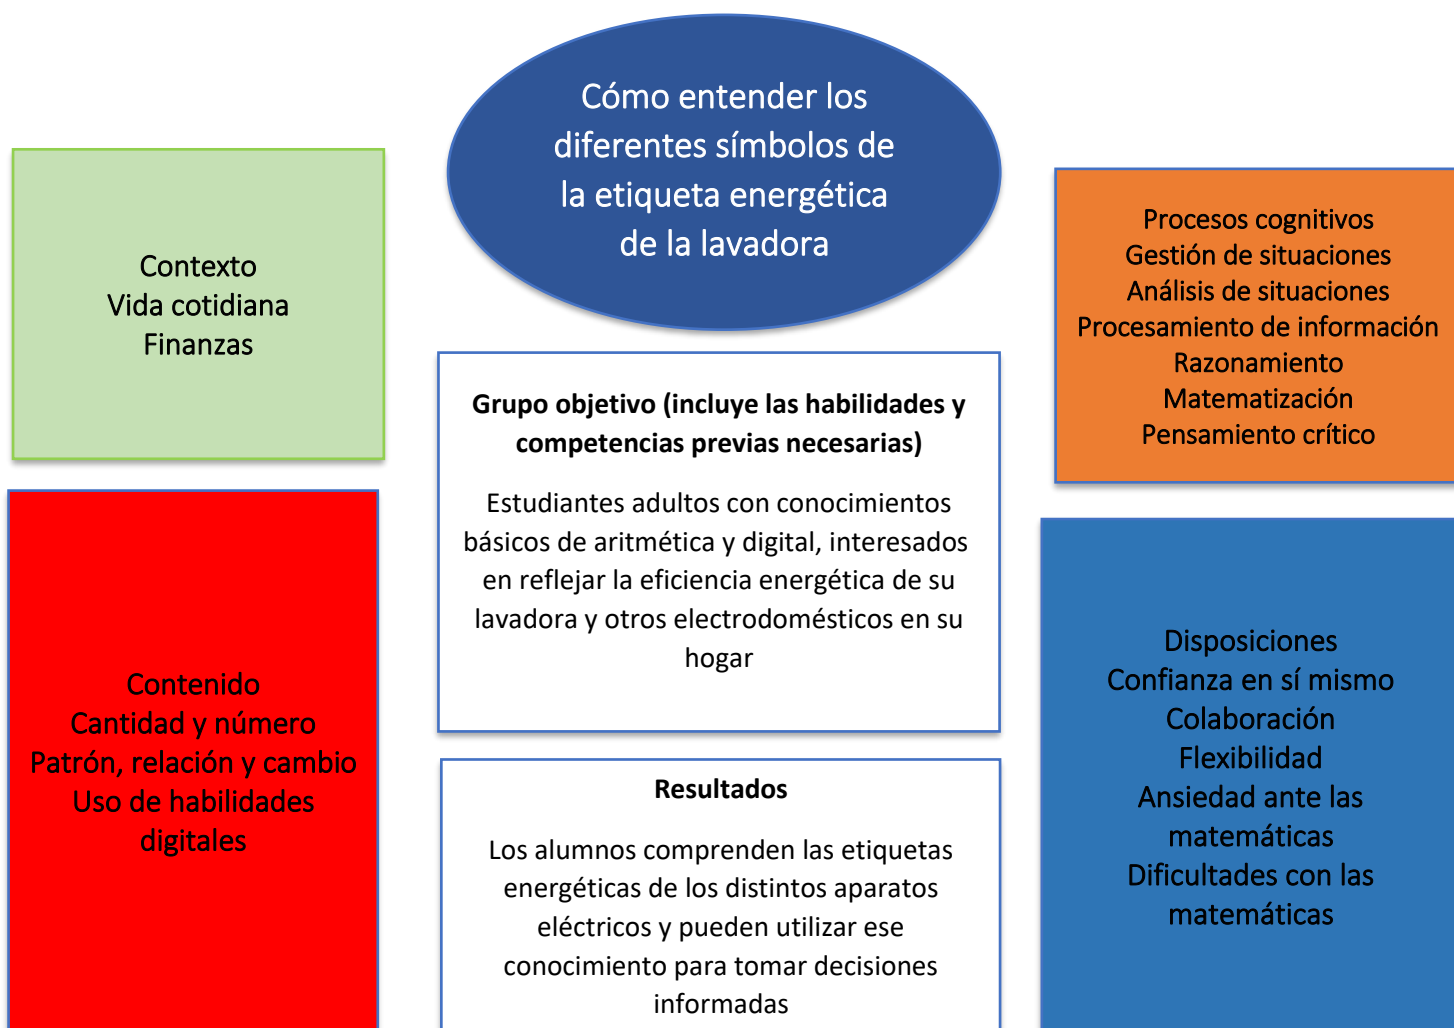 Cómo entender los
diferentes símbolos de
la etiqueta energética
de la lavadora
Contexto
Vida cotidiana
Finanzas
Procesos cognitivos
Gestión de situaciones
Análisis de situaciones
Procesamiento de información
Razonamiento
Matematización
Pensamiento crítico
Grupo objetivo (incluye las habilidades y
competencias previas necesarias)
Estudiantes adultos con conocimientos
básicos de aritmética y digital, interesados
en reflejar la eficiencia energética de su
lavadora y otros electrodomésticos en su
hogar
Contenido
Cantidad y número
Patrón, relación y cambio
Uso de habilidades
digitales
Disposiciones
Confianza en sí mismo
Colaboración
Flexibilidad
Ansiedad ante las
matemáticas
Dificultades con las
matemáticas
Resultados
Los alumnos comprenden las etiquetas
energéticas de los distintos aparatos
eléctricos y pueden utilizar ese
conocimiento para tomar decisiones
informadas